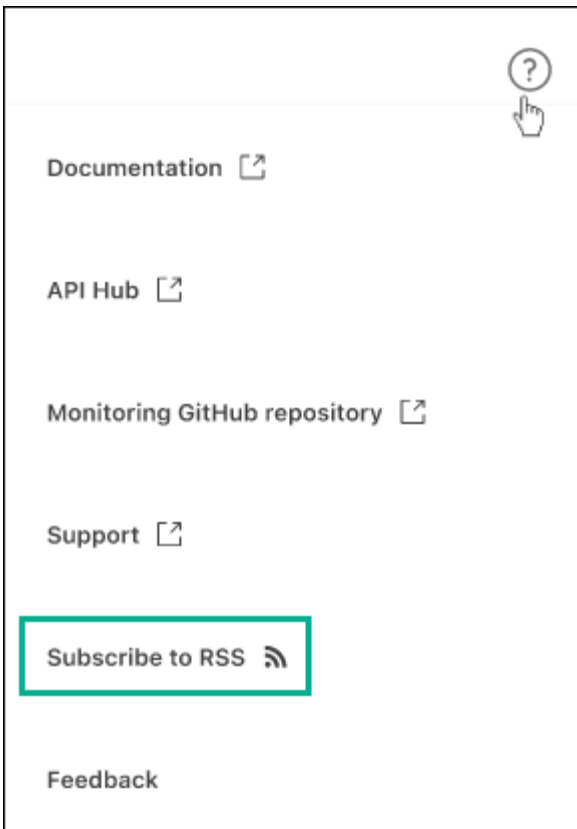 ?
Documentation
API Hub
Monitoring GitHub repository
Support
Subscribe to RSS
Feedback